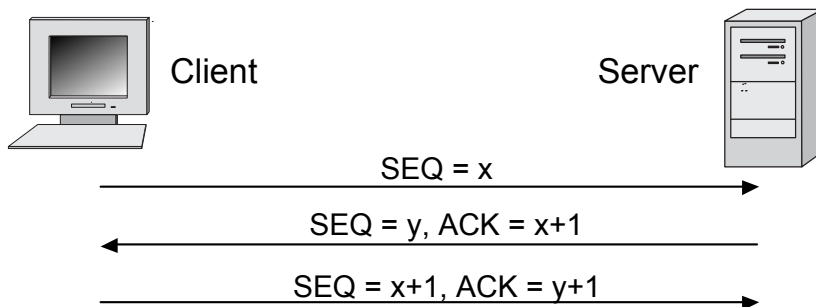 Client
Server
SEQ = x
SEQ = y, ACK = x+1
SEQ = x+1, ACK = y+1